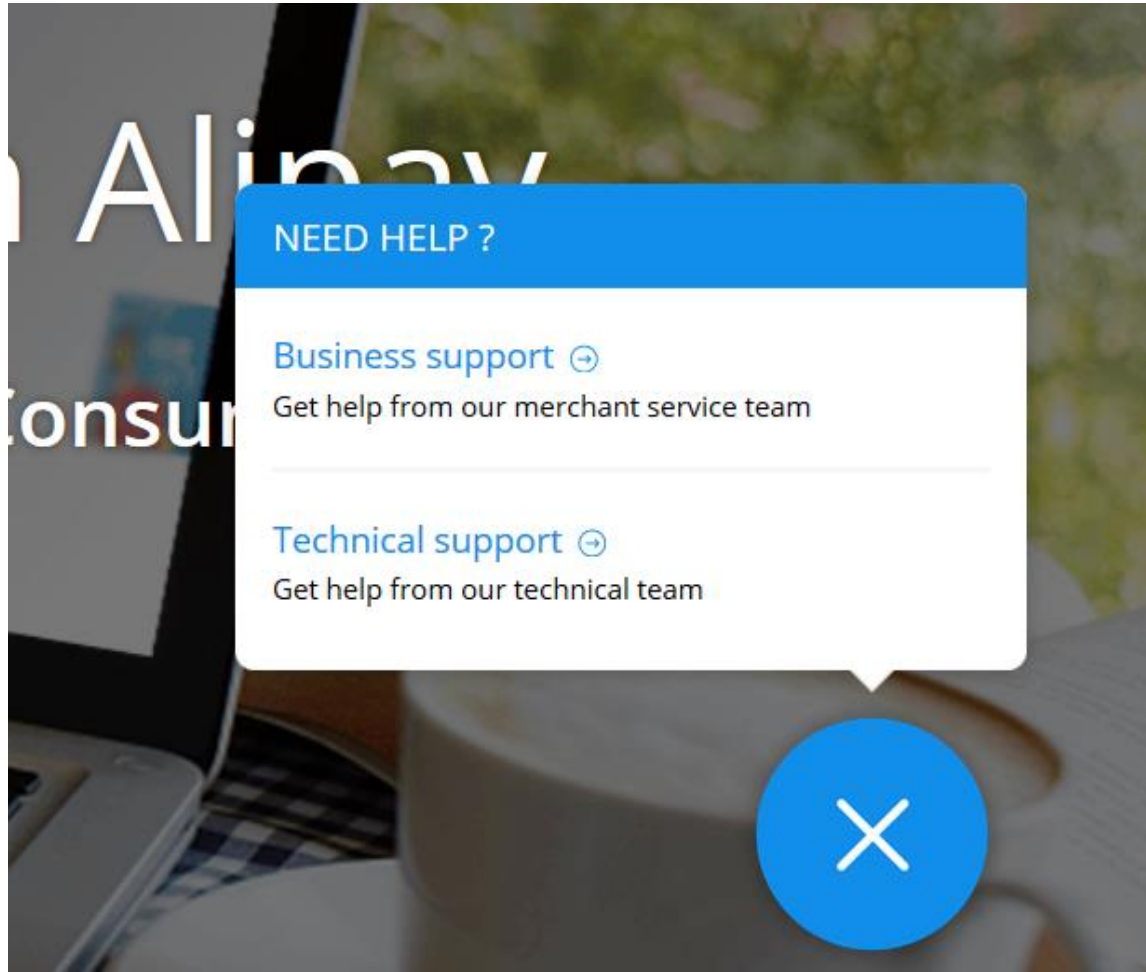 Alipay
NEED HELP ?
Business support
Get help from our merchant service team
Technical support
Get help from our technical team